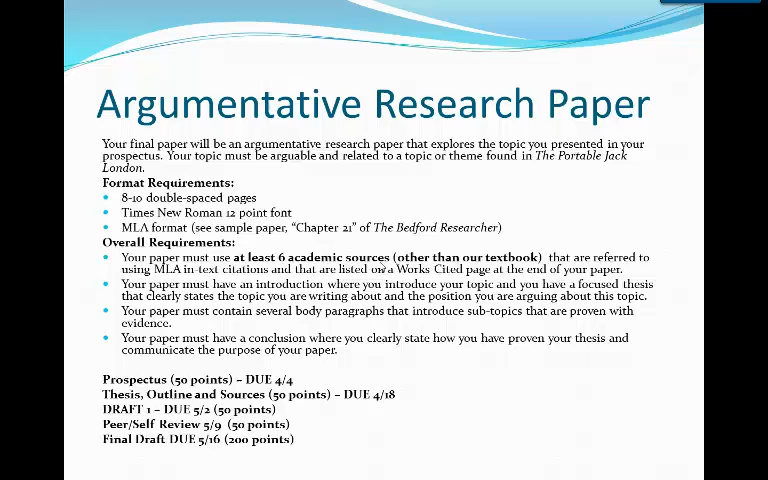 Argumentative Research Paper
Your final paper will be an argumentative research paper that explores the topic you presented in your
prospectus. Your topic must be arguable and related to a topic or theme found in The Portable Jack
London.
Format Requirements:
• 8-10 double-spaced pages
• Times New Roman 12 point font
• MLA format (see sample paper, “Chapter 21” of The Bedford Researcher)
Overall Requirements:
• Your paper must use at least 6 academic sources (other than our textbook) that are referred to
using MLA in-text citations and that are listed on a Works Cited page at the end of your paper.
• Your paper must have an introduction where you introduce your topic and you have a focused thesis
that clearly states the topic you are writing about and the position you are arguing about this topic.
• Your paper must contain several body paragraphs that introduce sub-topics that are proven with
evidence.
• Your paper must have a conclusion where you clearly state how you have proven your thesis and
communicate the purpose of your paper.
Prospectus (50 points) – DUE 4/4
Thesis, Outline and Sources (50 points) – DUE 4/18
DRAFT 1 – DUE 5/2 (50 points)
Peer/Self Review 5/9 (50 points)
Final Draft DUE 5/16 (200 points)